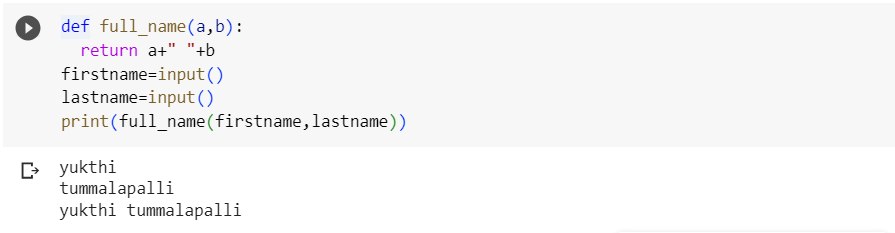 def full_name(a,b):
  return a+" "+b
firstname=input()
lastname=input()
print(full_name(firstname,lastname))
yukthi
tummalapalli
yukthi tummalapalli